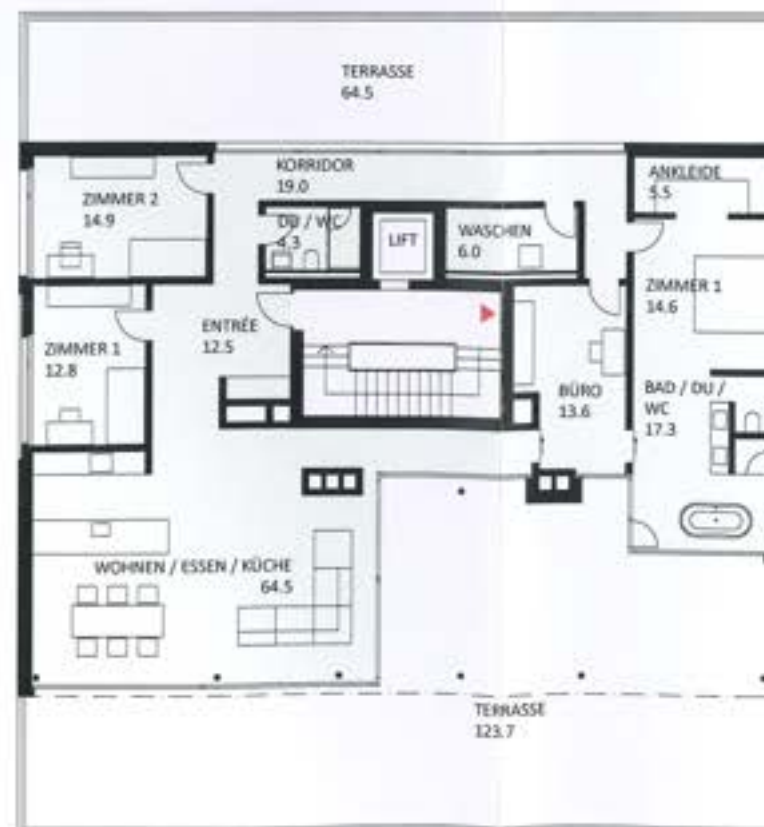 TERRASSE
64.5
KORRIDOR
19.0
ANKLEIDE
5.5
ZIMMER 2
14.9
DU / WC
4.3
LIFT
WASCHEN
6.0
ZIMMER 1
14.6
ENTRÉE
12.5
ZIMMER 1
12.8
BÜRO
13.6
BAD / DU /
WC
17.3
WOHNEN / ESSEN / KÜCHE
64.5
TERRASSE
123.7